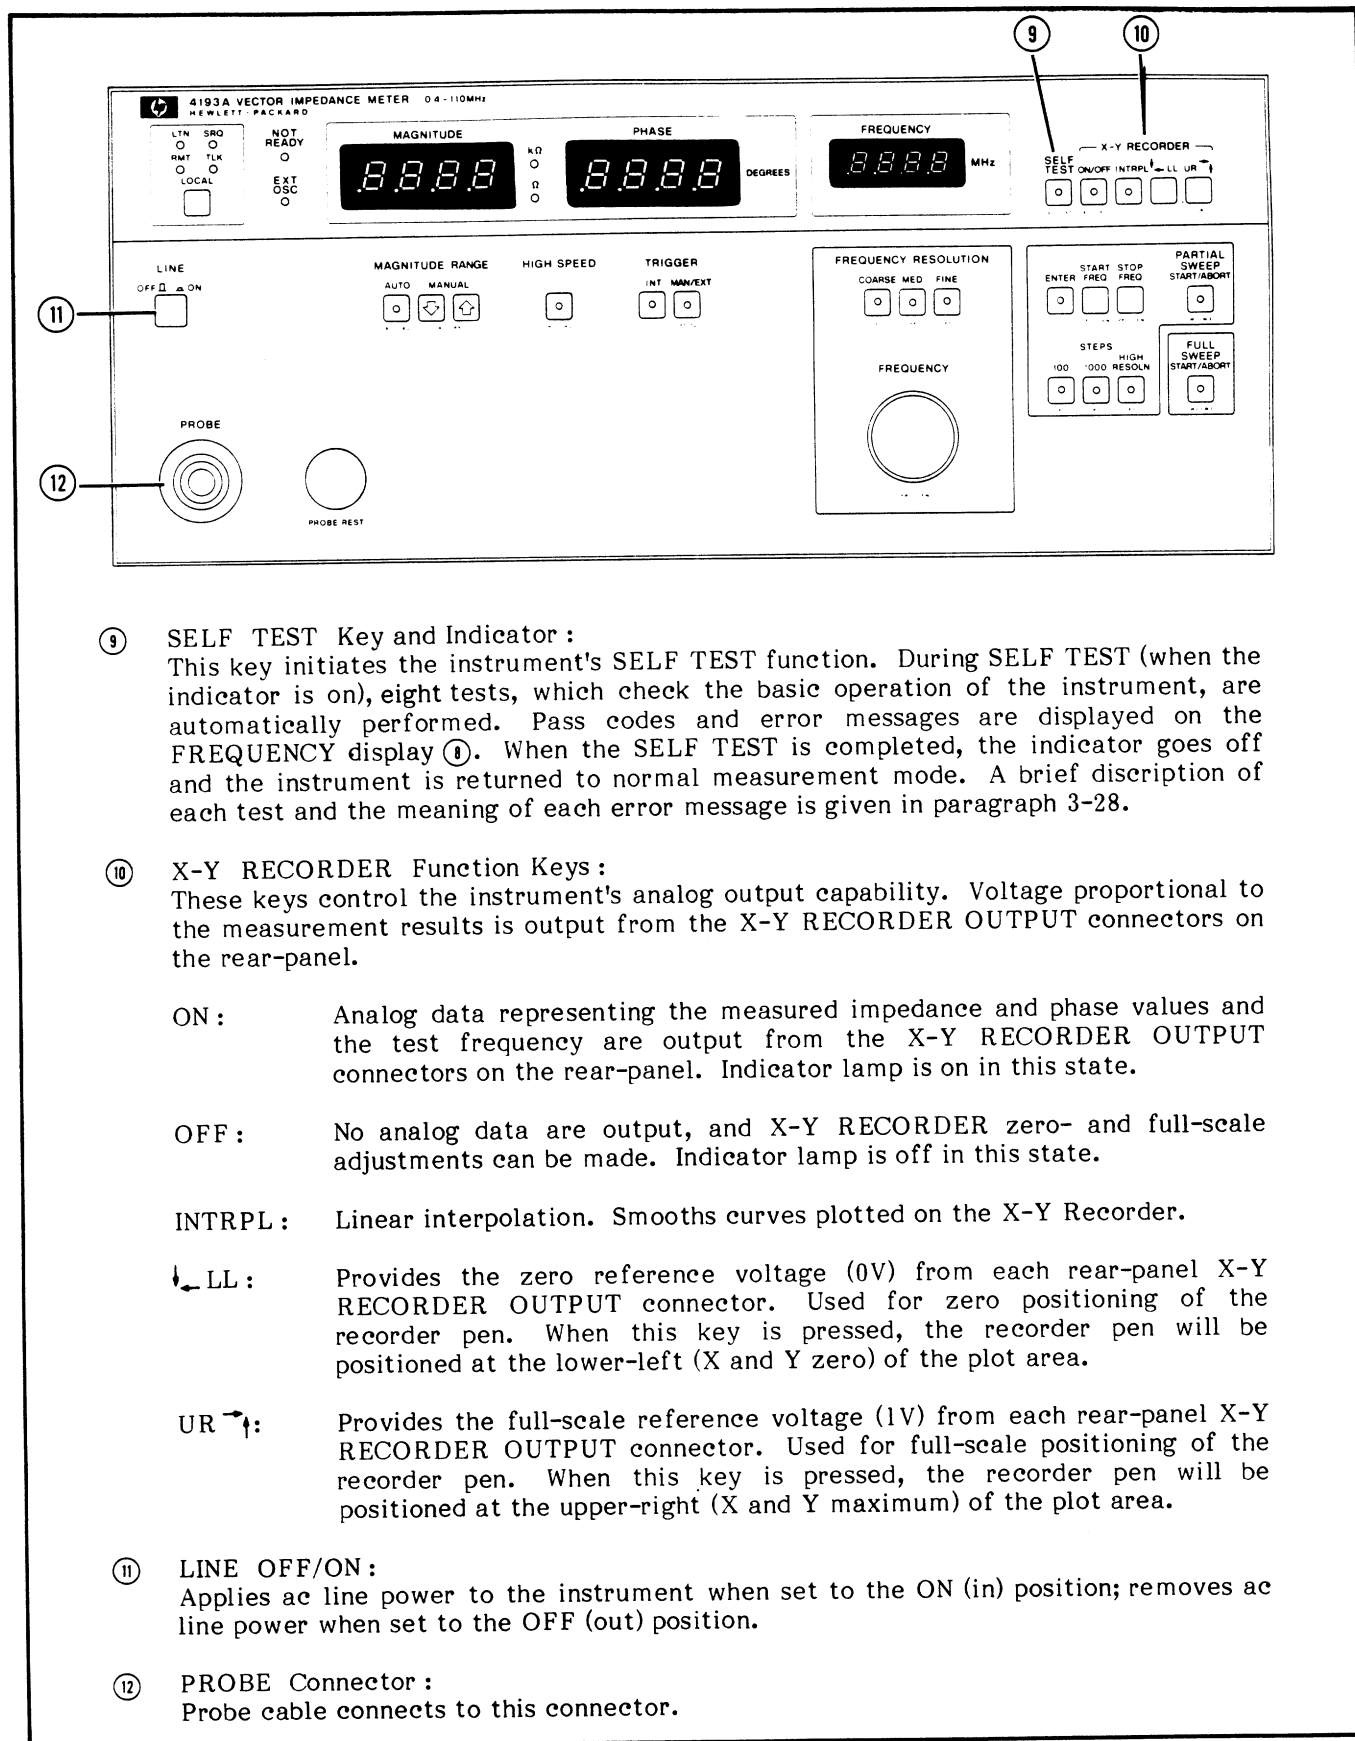 9 10
4193A VECTOR IMPEDANCE METER 0.4-110MHz
HEWLETT-PACKARD
LTN SRQ
RMT TLK
LOCAL
NOT
READY
EXT
OSC
MAGNITUDE
8.8.8.8
kΩ
Ω
PHASE
8.8.8.8
DEGREES
FREQUENCY
8.8.8.8
MHz
X-Y RECORDER
SELF
TEST ON/OFF INTRPL LL UR
LINE
OFF ON
11
MAGNITUDE RANGE
AUTO MANUAL
HIGH SPEED
TRIGGER
INT MAN/EXT
FREQUENCY RESOLUTION
COARSE MED FINE
FREQUENCY
ENTER START FREQ STOP FREQ
PARTIAL
SWEEP
START/ABORT
STEPS
100 1000 HIGH RESOLN
FULL
SWEEP
START/ABORT
PROBE
12
PROBE REST
9 SELF TEST Key and Indicator :
This key initiates the instrument's SELF TEST function. During SELF TEST (when the
indicator is on), eight tests, which check the basic operation of the instrument, are
automatically performed. Pass codes and error messages are displayed on the
FREQUENCY display 8. When the SELF TEST is completed, the indicator goes off
and the instrument is returned to normal measurement mode. A brief discription of
each test and the meaning of each error message is given in paragraph 3-28.
10 X-Y RECORDER Function Keys :
These keys control the instrument's analog output capability. Voltage proportional to
the measurement results is output from the X-Y RECORDER OUTPUT connectors on
the rear-panel.
ON : Analog data representing the measured impedance and phase values and
the test frequency are output from the X-Y RECORDER OUTPUT
connectors on the rear-panel. Indicator lamp is on in this state.
OFF : No analog data are output, and X-Y RECORDER zero- and full-scale
adjustments can be made. Indicator lamp is off in this state.
INTRPL : Linear interpolation. Smooths curves plotted on the X-Y Recorder.
LL : Provides the zero reference voltage (0V) from each rear-panel X-Y
RECORDER OUTPUT connector. Used for zero positioning of the
recorder pen. When this key is pressed, the recorder pen will be
positioned at the lower-left (X and Y zero) of the plot area.
UR : Provides the full-scale reference voltage (1V) from each rear-panel X-Y
RECORDER OUTPUT connector. Used for full-scale positioning of the
recorder pen. When this key is pressed, the recorder pen will be
positioned at the upper-right (X and Y maximum) of the plot area.
11 LINE OFF/ON :
Applies ac line power to the instrument when set to the ON (in) position; removes ac
line power when set to the OFF (out) position.
12 PROBE Connector :
Probe cable connects to this connector.